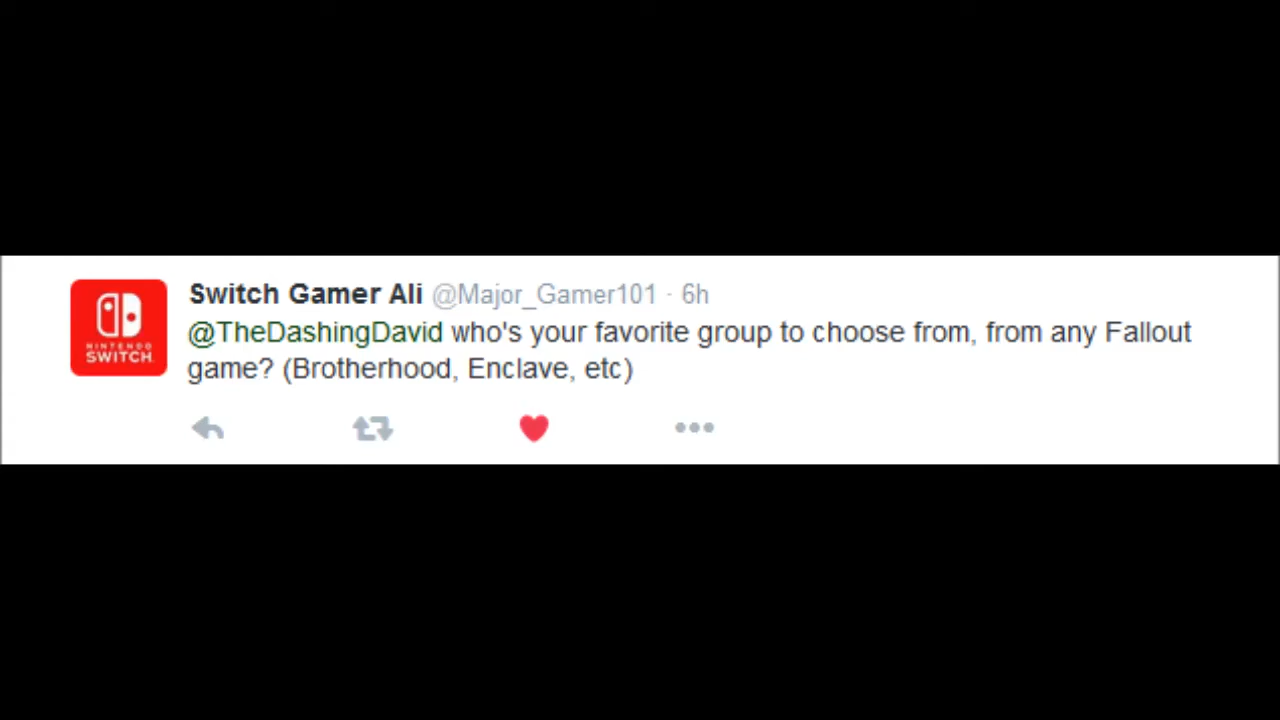 Switch Gamer Ali @Major_Gamer101 · 6h
@TheDashingDavid who's your favorite group to choose from, from any Fallout
game? (Brotherhood, Enclave, etc)
NINTENDO
SWITCH